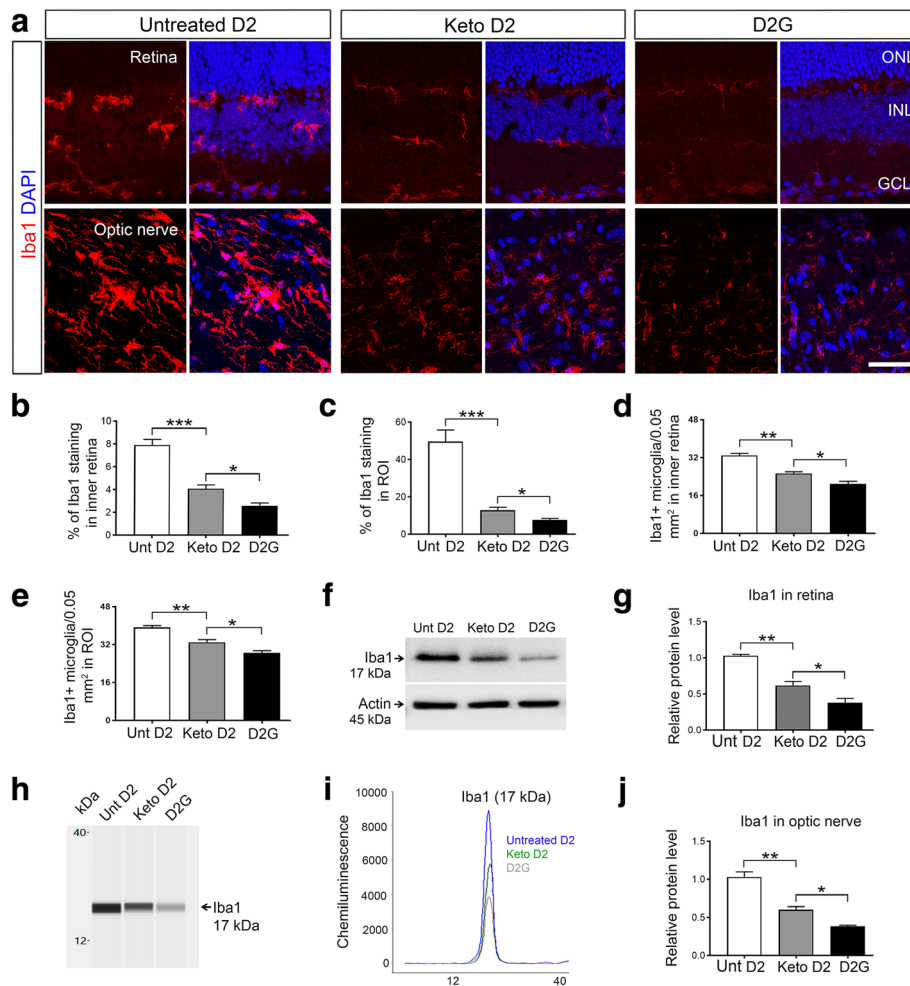 a
Untreated D2
Keto D2
D2G
Iba1 DAPI
Retina
ONL
INL
GCL
Optic nerve
b
% of Iba1 staining
in inner retina
10
8
6
4
2
0
***
*
Unt D2 Keto D2 D2G
c
% of Iba1 staining
in ROI
60
40
20
0
***
*
Unt D2 Keto D2 D2G
d
Iba1+ microglia/0.05
mm² in inner retina
48
32
16
0
**
*
Unt D2 Keto D2 D2G
e
Iba1+ microglia/0.05
mm² in ROI
48
36
24
12
0
**
*
Unt D2 Keto D2 D2G
f
Unt D2 Keto D2 D2G
Iba1
17 kDa
Actin
45 kDa
g
Iba1 in retina
Relative protein level
1.5
1.0
0.5
0.0
**
*
Unt D2 Keto D2 D2G
h
kDa
Unt D2
Keto D2
D2G
40-
12-
Iba1
17 kDa
i
Iba1 (17 kDa)
Chemiluminescence
10000
8000
6000
4000
2000
0
Untreated D2
Keto D2
D2G
12 40
j
Iba1 in optic nerve
Relative protein level
1.5
1.0
0.5
0.0
**
*
Unt D2 Keto D2 D2G